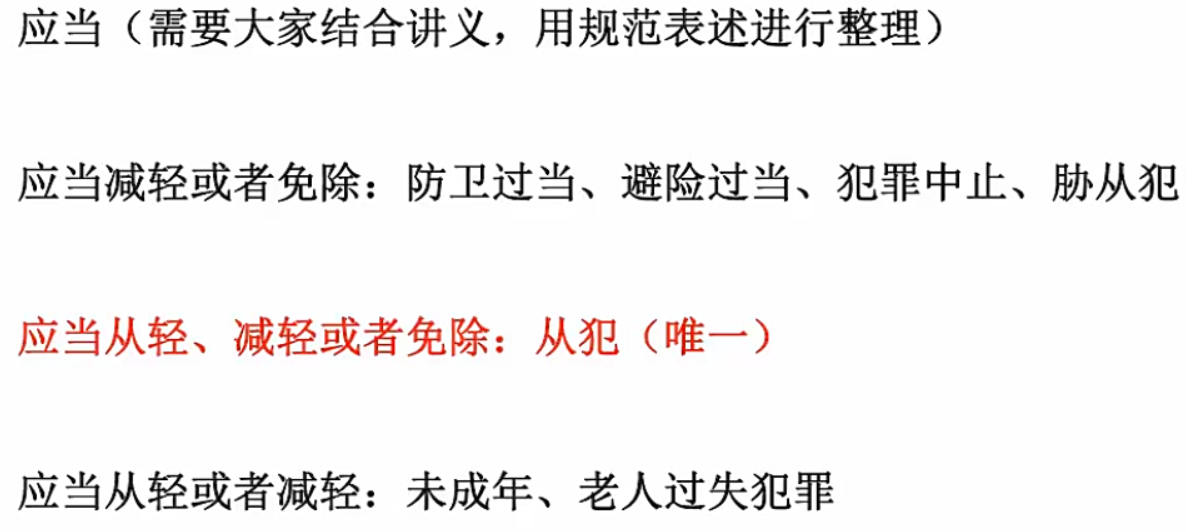 应当（需要大家结合讲义，用规范表述进行整理）
应当减轻或者免除：防卫过当、避险过当、犯罪中止、胁从犯
应当从轻、减轻或者免除：从犯（唯一）
应当从轻或者减轻：未成年、老人过失犯罪